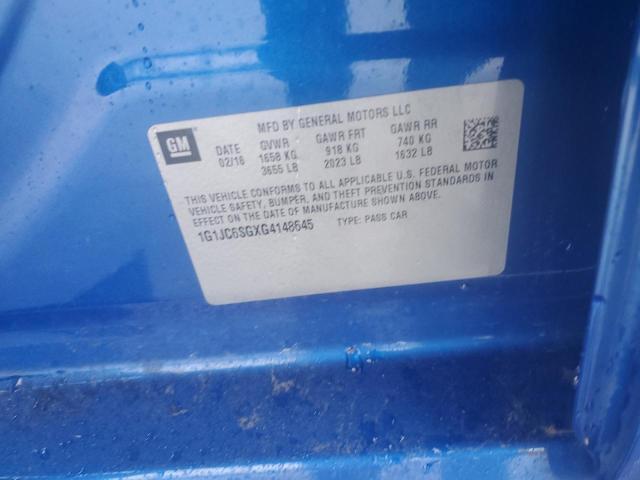 MFD BY GENERAL MOTORS LLC
GM DATE GVWR GAWR FRT GAWR RR
02/16 1658 KG 918 KG 740 KG
3655 LB 2023 LB 1632 LB
THIS VEHICLE CONFORMS TO ALL APPLICABLE U.S. FEDERAL MOTOR
VEHICLE SAFETY, BUMPER, AND THEFT PREVENTION STANDARDS IN
EFFECT ON THE DATE OF MANUFACTURE SHOWN ABOVE.
1G1JC6SGXG4148645 TYPE: PASS CAR